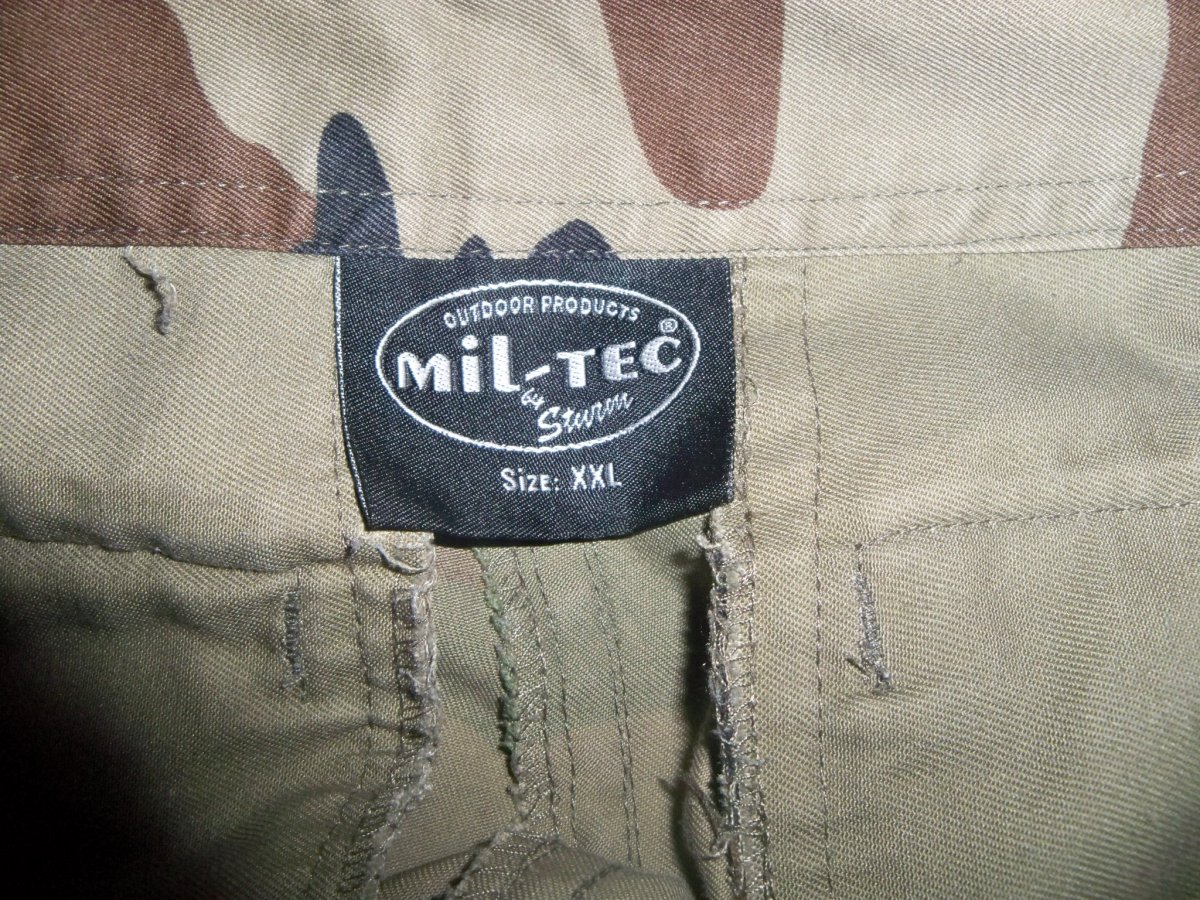 OUTDOOR PRODUCTS
MiL-TEC®
by Sturm
SiZE: XXL